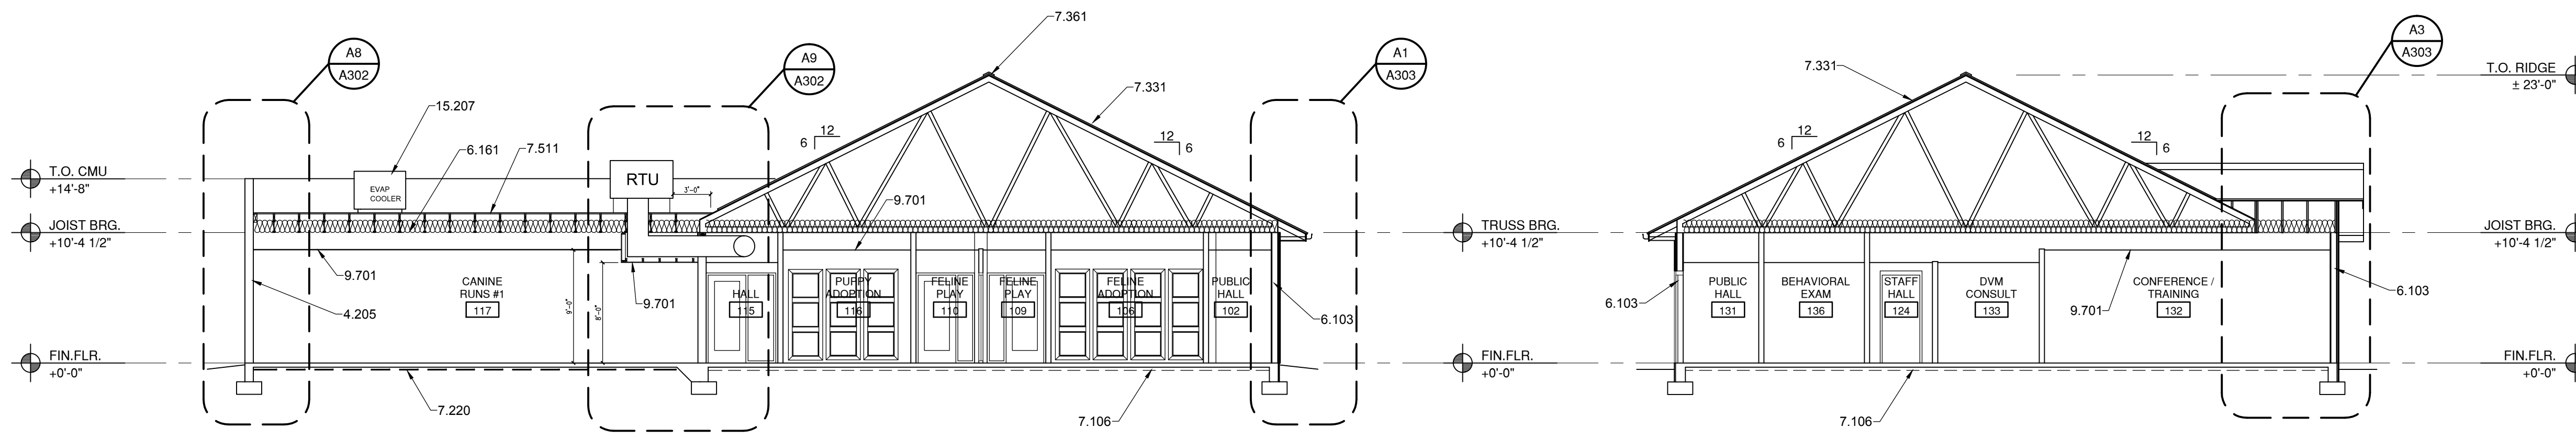 7.361
A8
A302
A9
A302
A1
A303
A3
A303
7.331
7.331
T.O. RIDGE
± 23'-0"
15.207
6.161
7.511
12
6
12
6
12
6
12
6
T.O. CMU
+14'-8"
EVAP
COOLER
RTU
3'-0"
9.701
JOIST BRG.
+10'-4 1/2"
TRUSS BRG.
+10'-4 1/2"
JOIST BRG.
+10'-4 1/2"
9.701
9.701
CANINE
RUNS #1
117
9'-0"
8'-0"
HALL
115
PUPPY
ADOPTION
116
FELINE
PLAY
110
FELINE
PLAY
109
FELINE
ADOPTION
106
PUBLIC
HALL
102
6.103
4.205
6.103
PUBLIC
HALL
131
BEHAVIORAL
EXAM
136
STAFF
HALL
124
DVM
CONSULT
133
9.701
CONFERENCE /
TRAINING
132
6.103
FIN.FLR.
+0'-0"
FIN.FLR.
+0'-0"
FIN.FLR.
+0'-0"
7.220
7.106
7.106